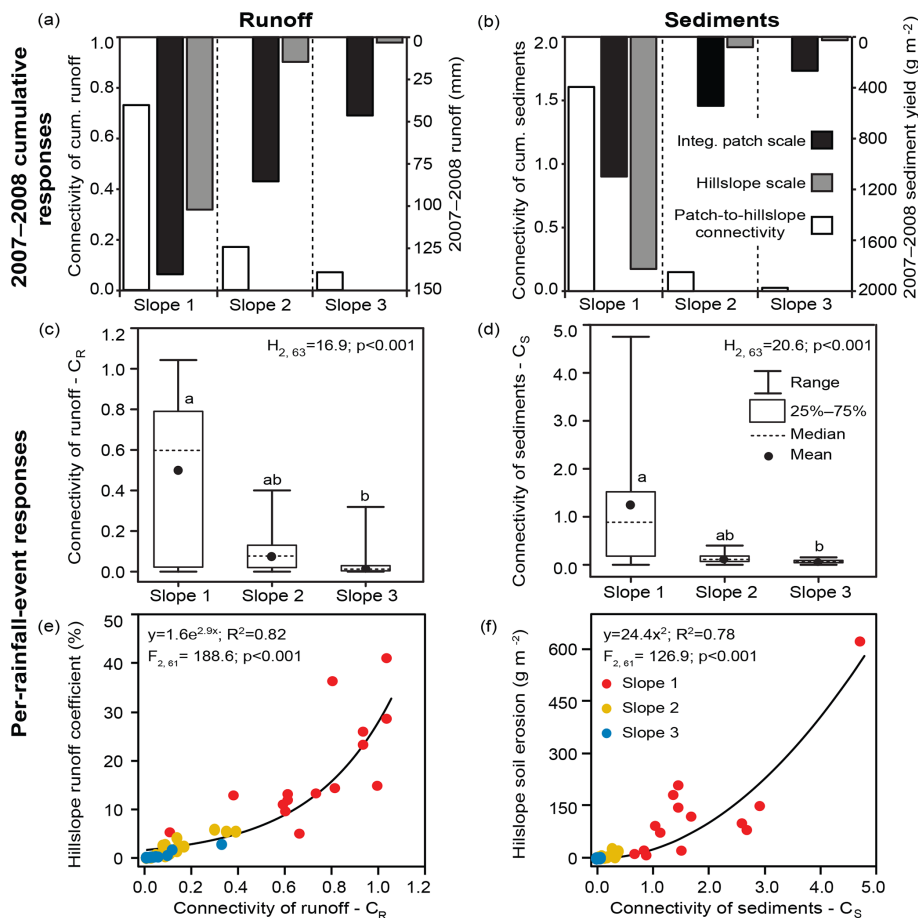 Runoff
Sediments
2007–2008 cumulative
responses
Per-rainfall-event responses
(a)
Connectivity of cum. runoff
1.0
0.8
0.6
0.4
0.2
0.0
0
25
50
75
100
125
150
2007–2008 runoff (mm)
Slope 1
Slope 2
Slope 3
(b)
Connectivity of cum. sediments
2.0
1.5
1.0
0.5
0.0
0
400
800
1200
1600
2000
2007–2008 sediment yield (g m-2)
Integ. patch scale
Hillslope scale
Patch-to-hillslope
connectivity
Slope 1
Slope 2
Slope 3
(c)
Connectivity of runoff - CR
1.2
1.0
0.8
0.6
0.4
0.2
0.0
H2, 63=16.9; p<0.001
a
ab
b
Slope 1
Slope 2
Slope 3
(d)
Connectivity of sediments - CS
5.0
4.0
3.0
2.0
1.0
0.0
H2, 63=20.6; p<0.001
Range
25%–75%
Median
Mean
a
ab
b
Slope 1
Slope 2
Slope 3
(e)
Hillslope runoff coefficient (%)
50
40
30
20
10
0
y=1.6e2.9x; R2=0.82
F2, 61= 188.6; p<0.001
0.0
0.2
0.4
0.6
0.8
1.0
1.2
Connectivity of runoff - CR
(f)
Hillslope soil erosion (g m-2)
600
450
300
150
0
y=24.4x2; R2=0.78
F2, 61= 126.9; p<0.001
Slope 1
Slope 2
Slope 3
0.0
1.0
2.0
3.0
4.0
5.0
Connectivity of sediments - CS